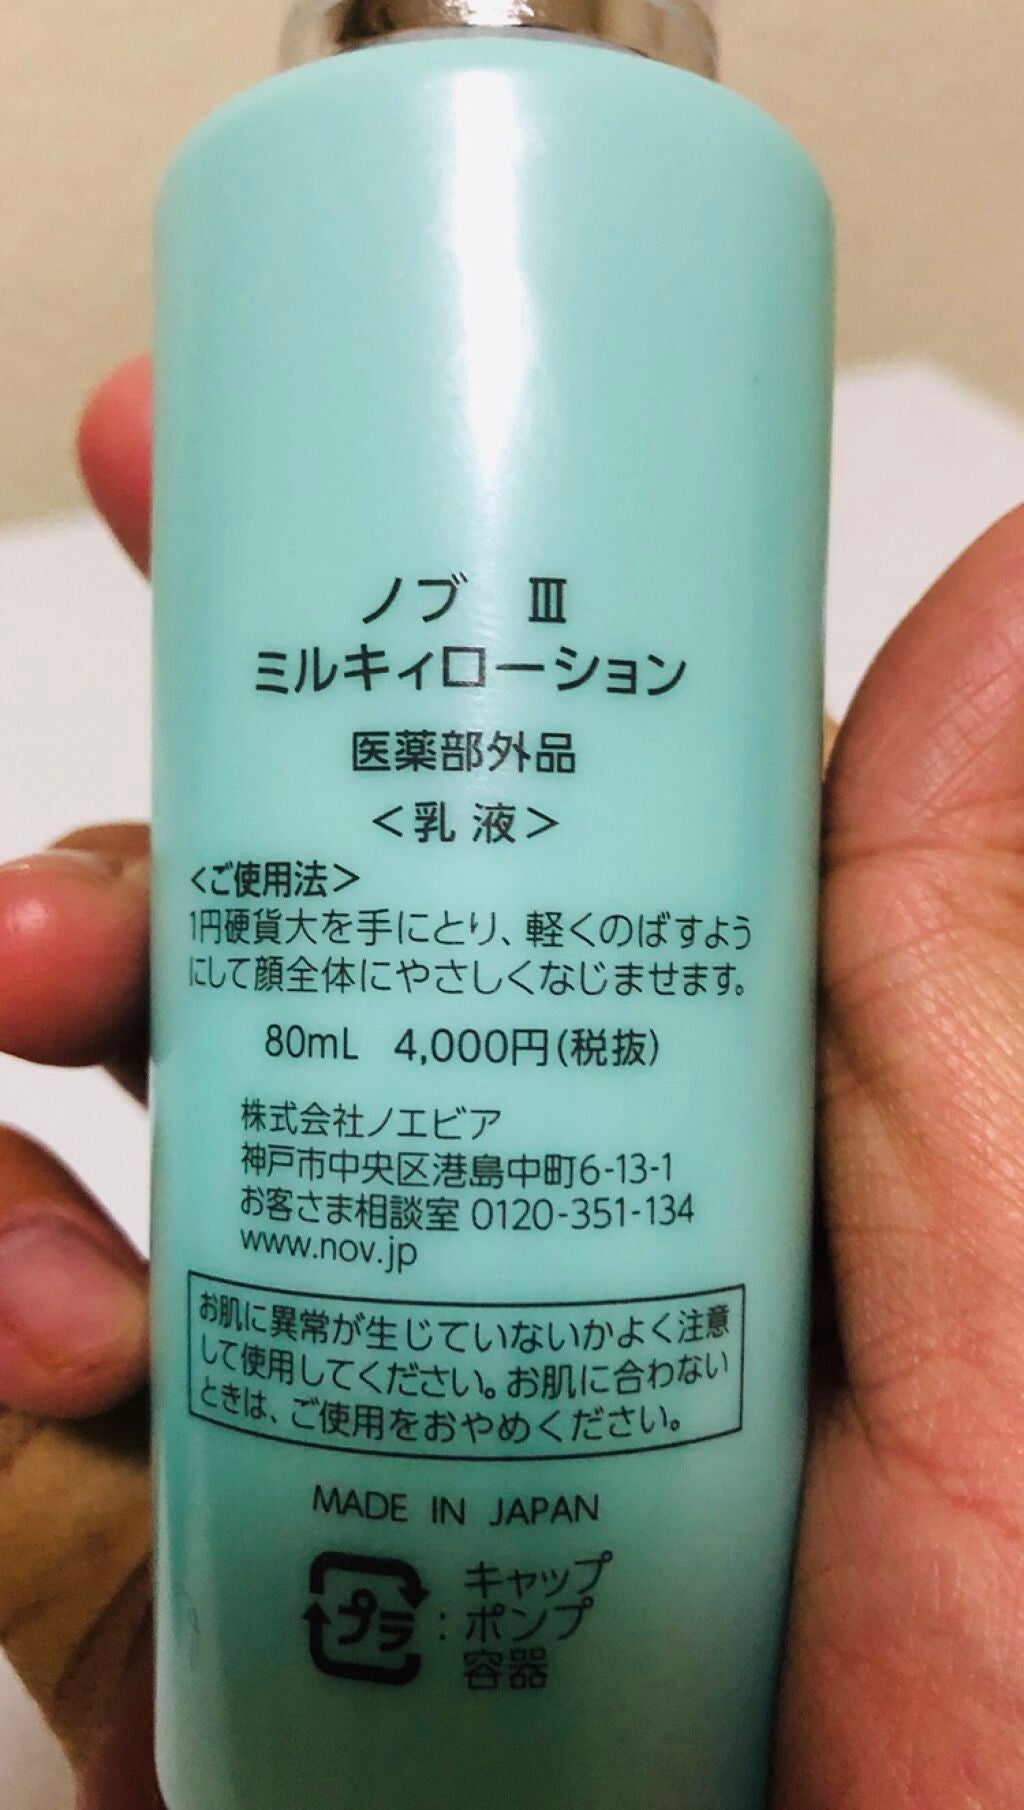 ノブ Ⅲ
ミルキィローション
医薬部外品
＜乳 液＞
＜ご使用法＞
1円硬貨大を手にとり、軽くのばすよう
にして顔全体にやさしくなじませます。
80mL 4,000円(税抜)
株式会社ノエビア
神戸市中央区港島中町6-13-1
お客さま相談室 0120-351-134
www.nov.jp
お肌に異常が生じていないかよく注意
して使用してください。お肌に合わない
ときは、ご使用をおやめください。
MADE IN JAPAN
キャップ
プラ：ポンプ
容器